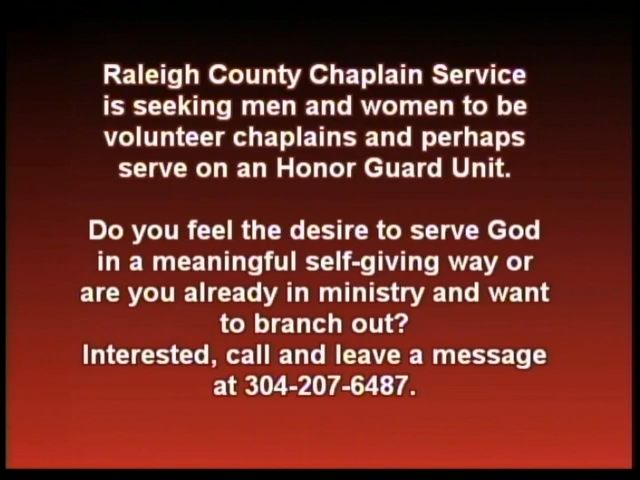 Raleigh County Chaplain Service
is seeking men and women to be
volunteer chaplains and perhaps
serve on an Honor Guard Unit.
Do you feel the desire to serve God
in a meaningful self-giving way or
are you already in ministry and want
to branch out?
Interested, call and leave a message
at 304-207-6487.